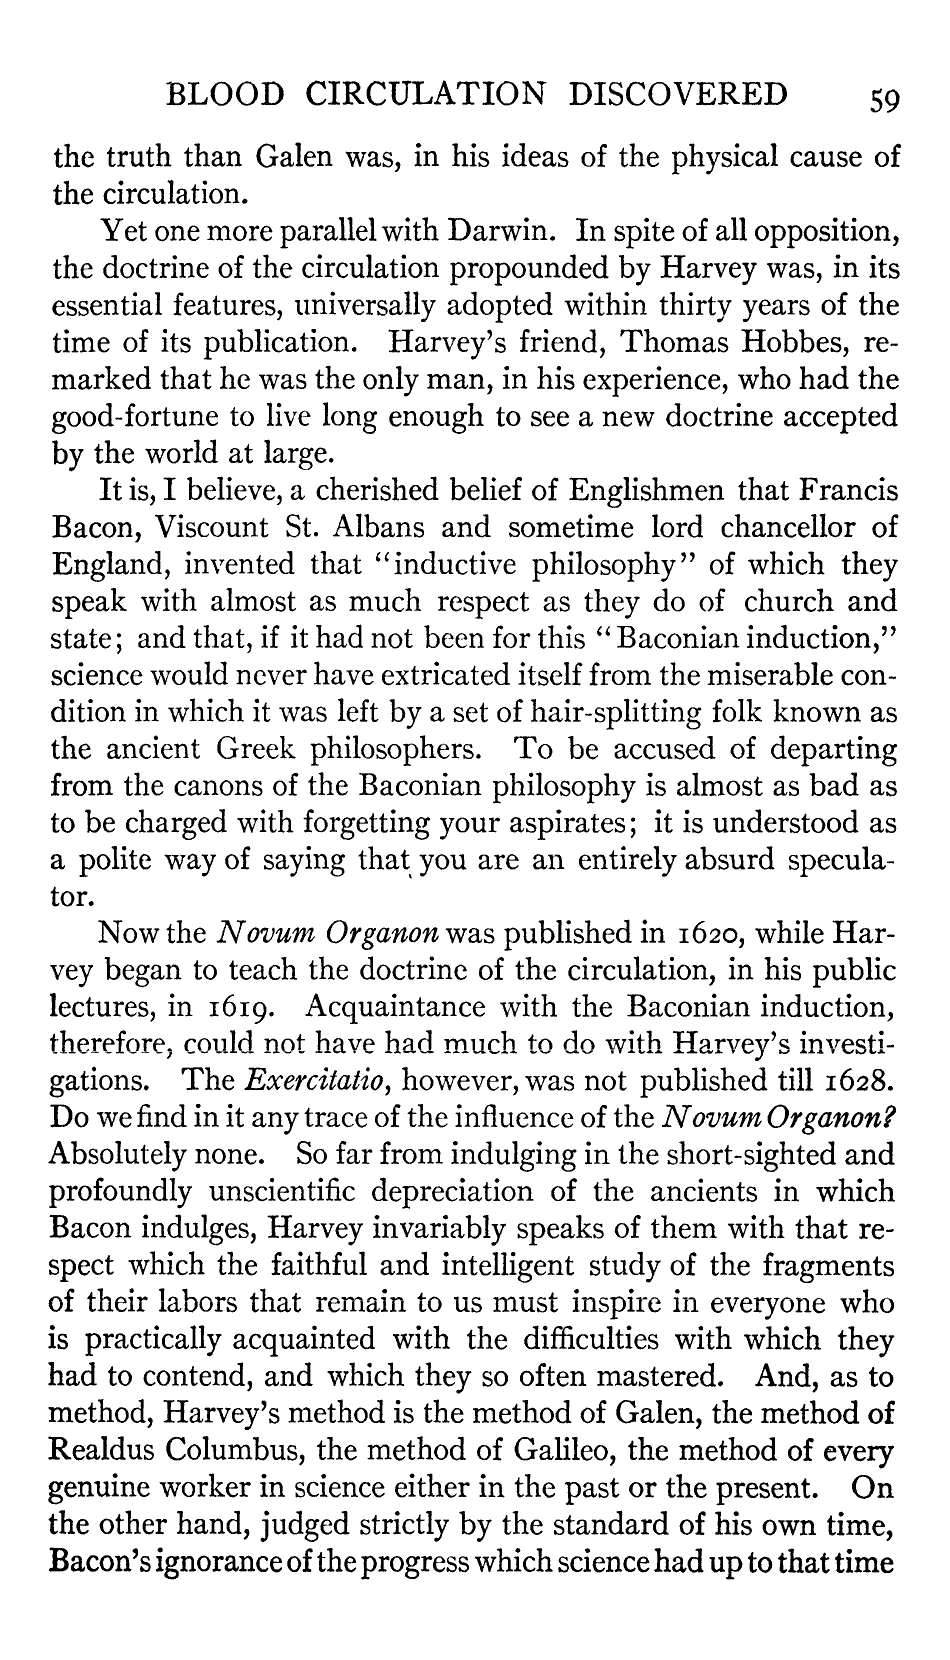 BLOOD CIRCULATION DISCOVERED 59
the truth than Galen was, in his ideas of the physical cause of
the circulation.
Yet one more parallel with Darwin. In spite of all opposition,
the doctrine of the circulation propounded by Harvey was, in its
essential features, universally adopted within thirty years of the
time of its publication. Harvey's friend, Thomas Hobbes, re-
marked that he was the only man, in his experience, who had the
good-fortune to live long enough to see a new doctrine accepted
by the world at large.
It is, I believe, a cherished belief of Englishmen that Francis
Bacon, Viscount St. Albans and sometime lord chancellor of
England, invented that "inductive philosophy" of which they
speak with almost as much respect as they do of church and
state; and that, if it had not been for this "Baconian induction,"
science would never have extricated itself from the miserable con-
dition in which it was left by a set of hair-splitting folk known as
the ancient Greek philosophers. To be accused of departing
from the canons of the Baconian philosophy is almost as bad as
to be charged with forgetting your aspirates; it is understood as
a polite way of saying that you are an entirely absurd specula-
tor.
Now the Novum Organon was published in 1620, while Har-
vey began to teach the doctrine of the circulation, in his public
lectures, in 1619. Acquaintance with the Baconian induction,
therefore, could not have had much to do with Harvey's investi-
gations. The Exercitatio, however, was not published till 1628.
Do we find in it any trace of the influence of the Novum Organon?
Absolutely none. So far from indulging in the short-sighted and
profoundly unscientific depreciation of the ancients in which
Bacon indulges, Harvey invariably speaks of them with that re-
spect which the faithful and intelligent study of the fragments
of their labors that remain to us must inspire in everyone who
is practically acquainted with the difficulties with which they
had to contend, and which they so often mastered. And, as to
method, Harvey's method is the method of Galen, the method of
Realdus Columbus, the method of Galileo, the method of every
genuine worker in science either in the past or the present. On
the other hand, judged strictly by the standard of his own time,
Bacon's ignorance of the progress which science had up to that time